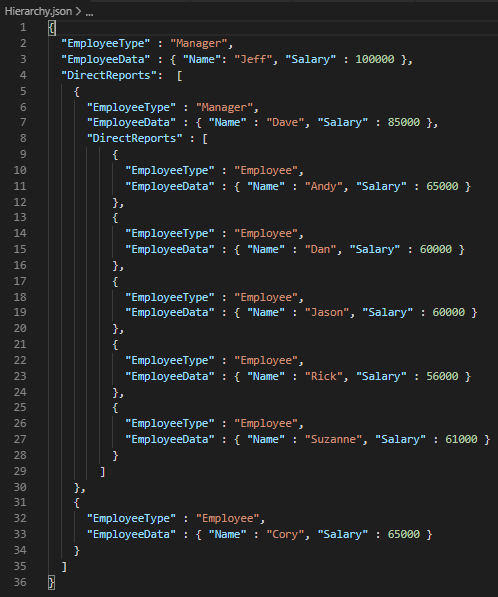 Hierarchy.json > ...
1 {
2 "EmployeeType" : "Manager",
3 "EmployeeData" : { "Name": "Jeff", "Salary" : 100000 },
4 "DirectReports":  [
5 {
6 "EmployeeType" : "Manager",
7 "EmployeeData" : { "Name" : "Dave", "Salary" : 85000 },
8 "DirectReports" : [
9 {
10 "EmployeeType" : "Employee",
11 "EmployeeData" : { "Name" : "Andy", "Salary" : 65000 }
12 },
13 {
14 "EmployeeType" : "Employee",
15 "EmployeeData" : { "Name" : "Dan", "Salary" : 60000 }
16 },
17 {
18 "EmployeeType" : "Employee",
19 "EmployeeData" : { "Name" : "Jason", "Salary" : 60000 }
20 },
21 {
22 "EmployeeType" : "Employee",
23 "EmployeeData" : { "Name" : "Rick", "Salary" : 56000 }
24 },
25 {
26 "EmployeeType" : "Employee",
27 "EmployeeData" : { "Name" : "Suzanne", "Salary" : 61000 }
28 }
29 ]
30 },
31 {
32 "EmployeeType" : "Employee",
33 "EmployeeData" : { "Name" : "Cory", "Salary" : 65000 }
34 }
35 ]
36 }